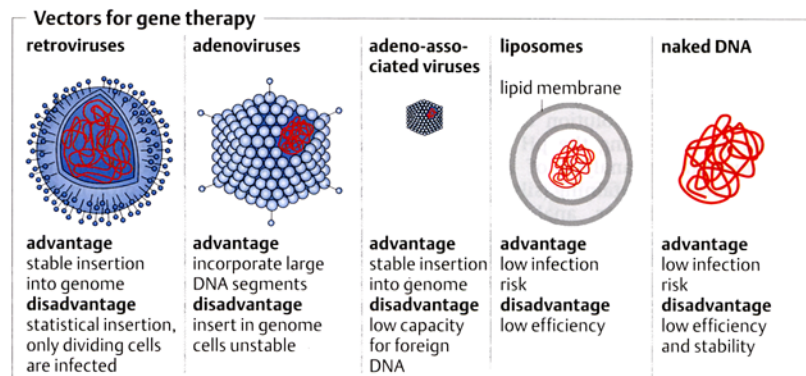 Vectors for gene therapy
retroviruses
adenoviruses
adeno-asso-
ciated viruses
liposomes
naked DNA
lipid membrane
advantage
stable insertion
into genome
disadvantage
statistical insertion,
only dividing cells
are infected
advantage
incorporate large
DNA segments
disadvantage
insert in genome
cells unstable
advantage
stable insertion
into genome
disadvantage
low capacity
for foreign
DNA
advantage
low infection
risk
disadvantage
low efficiency
advantage
low infection
risk
disadvantage
low efficiency
and stability